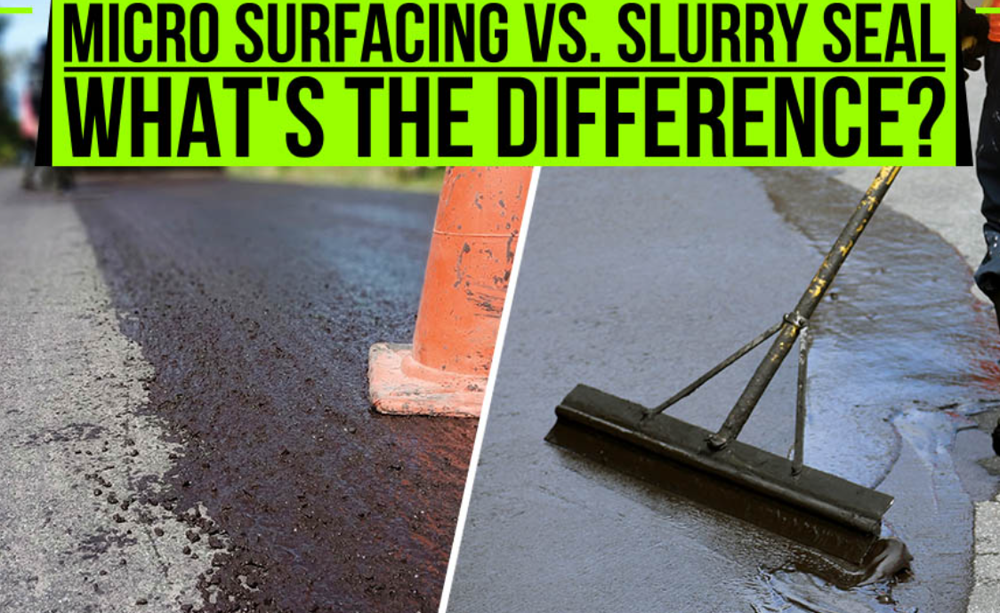 MICRO SURFACING VS. SLURRY SEAL
WHAT'S THE DIFFERENCE?